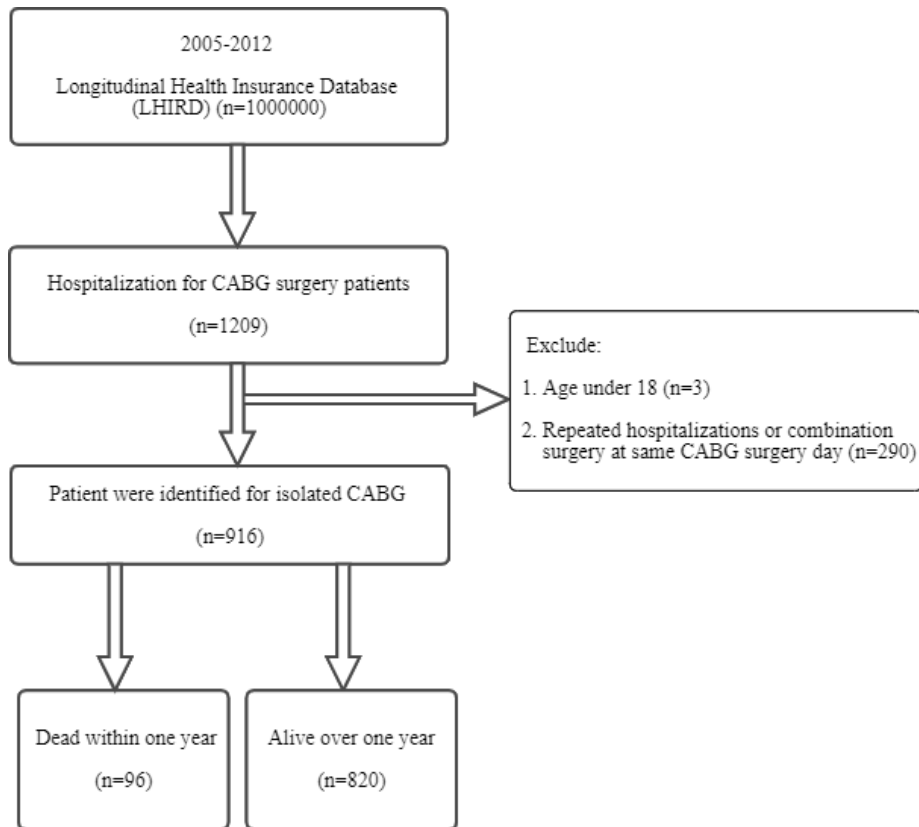 2005-2012
Longitudinal Health Insurance Database
(LHIRD) (n=1000000)
Hospitalization for CABG surgery patients
(n=1209)
Exclude:
1. Age under 18 (n=3)
2. Repeated hospitalizations or combination
surgery at same CABG surgery day (n=290)
Patient were identified for isolated CABG
(n=916)
Dead within one year
(n=96)
Alive over one year
(n=820)